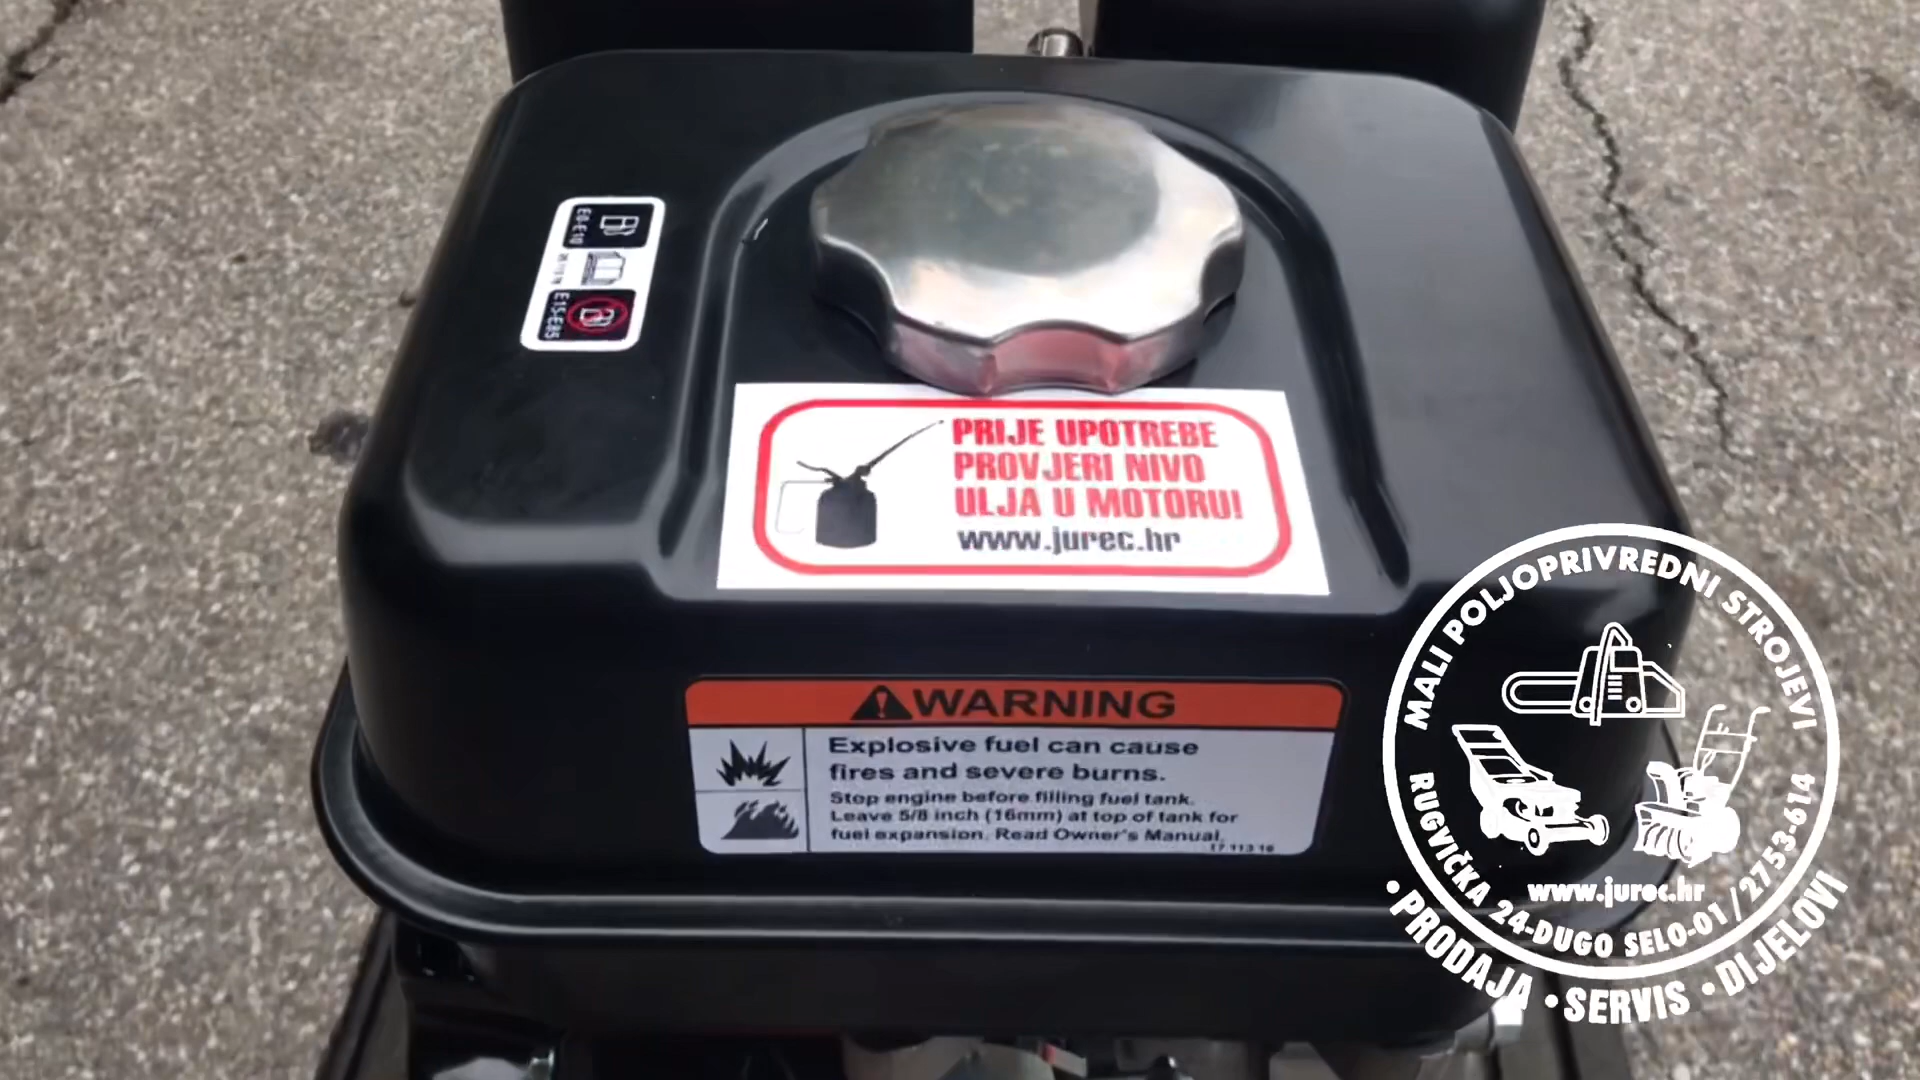 E0-E10
E15-E85
PRIJE UPOTREBE
PROVJERI NIVO
ULJA U MOTORU!
www.jurec.hr
WARNING
Explosive fuel can cause
fires and severe burns.
Stop engine before filling fuel tank.
Leave 5/8 inch (16mm) at top of tank for
fuel expansion. Read Owner's Manual.
17 113 16
MALI POLJOPRIVREDNI STROJEVI
www.jurec.hr
RUGVIČKA 24-DUGO SELO-01/2753-614
• PRODAJA • SERVIS • DIJELOVI